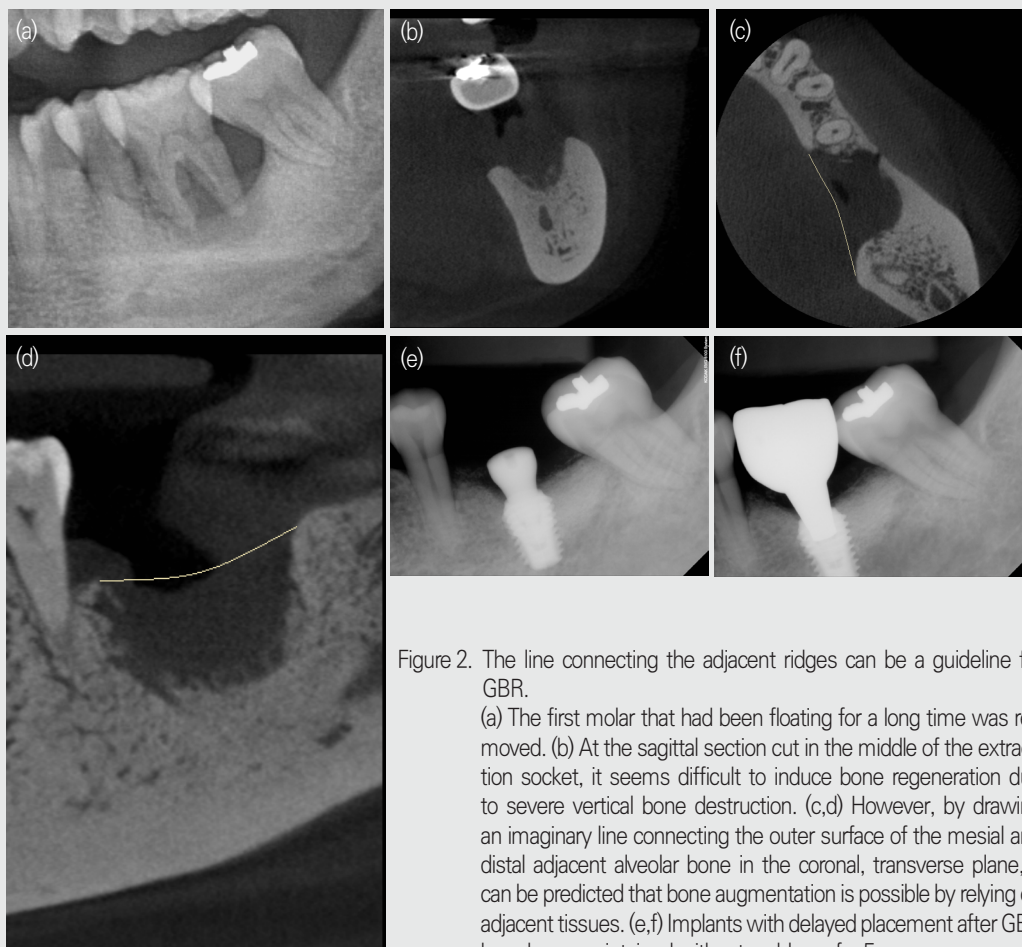 (a)
(b)
(c)
(d)
(e)
(f)
Figure 2. The line connecting the adjacent ridges can be a guideline
GBR.
(a) The first molar that had been floating for a long time was
moved. (b) At the sagittal section cut in the middle of the extrac-
tion socket, it seems difficult to induce bone regeneration
to severe vertical bone destruction. (c,d) However, by
an imaginary line connecting the outer surface of the mesial
distal adjacent alveolar bone in the coronal, transverse plane,
can be predicted that bone augmentation is possible by relying
adjacent tissues. (e,f) Implants with delayed placement after